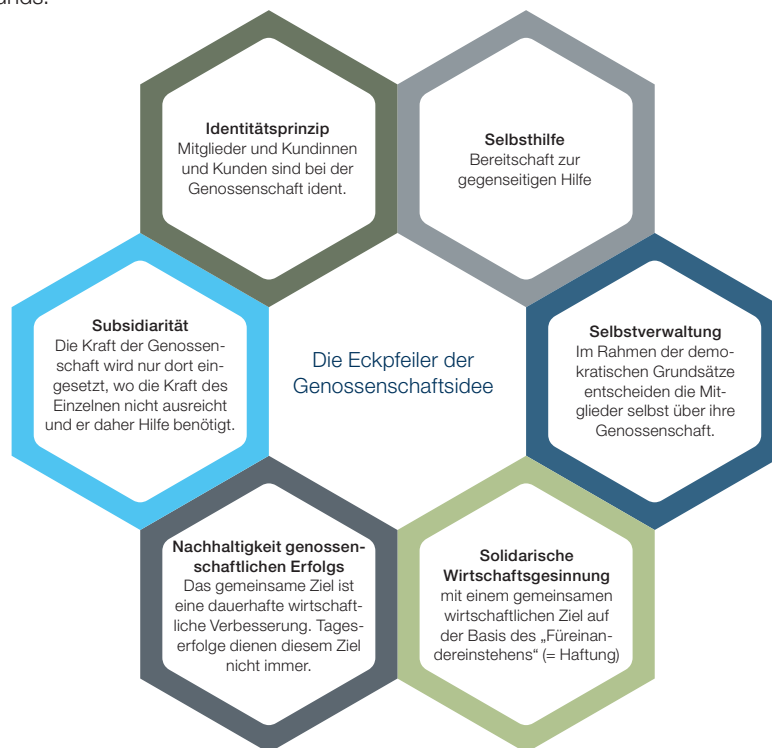 Identitätsprinzip
Mitglieder und Kundinnen
und Kunden sind bei der
Genossenschaft ident.
Selbsthilfe
Bereitschaft zur
gegenseitigen Hilfe
Subsidiarität
Die Kraft der Genossen-
schaft wird nur dort ein-
gesetzt, wo die Kraft des
Einzelnen nicht ausreicht
und er daher Hilfe benötigt.
Die Eckpfeiler der
Genossenschaftsidee
Selbstverwaltung
Im Rahmen der demo-
kratischen Grundsätze
entscheiden die Mit-
glieder selbst über ihre
Genossenschaft.
Nachhaltigkeit genossen-
schaftlichen Erfolgs
Das gemeinsame Ziel ist
eine dauerhafte wirtschaft-
liche Verbesserung. Tages-
erfolge dienen diesem Ziel
nicht immer.
Solidarische
Wirtschaftsgesinnung
mit einem gemeinsamen
wirtschaftlichen Ziel auf
der Basis des „Füreinan-
dereinstehens“ (= Haftung)